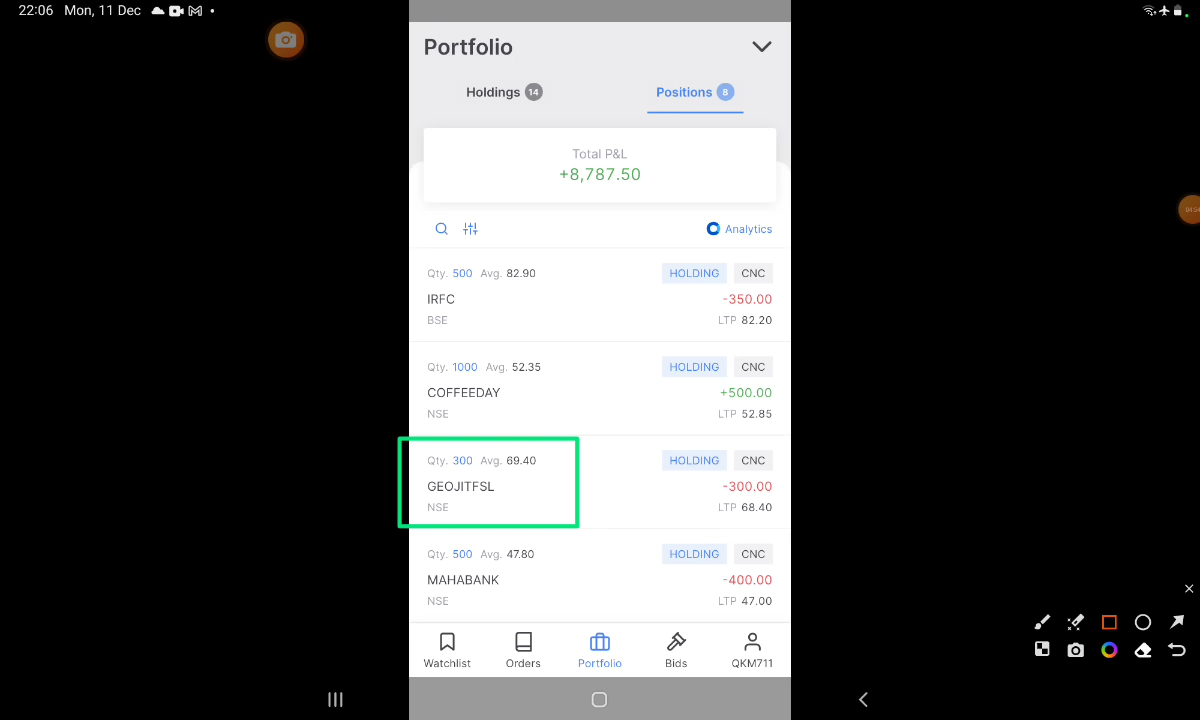 22:06 Mon, 11 Dec
Portfolio
Holdings 14
Positions 8
Total P&L
+8,787.50
Analytics
Qty. 500 Avg. 82.90 HOLDING CNC
IRFC -350.00
BSE LTP 82.20
Qty. 1000 Avg. 52.35 HOLDING CNC
COFFEEDAY +500.00
NSE LTP 52.85
Qty. 300 Avg. 69.40 HOLDING CNC
GEOJITFSL -300.00
NSE LTP 68.40
Qty. 500 Avg. 47.80 HOLDING CNC
MAHABANK -400.00
NSE LTP 47.00
Watchlist Orders Portfolio Bids QKM711